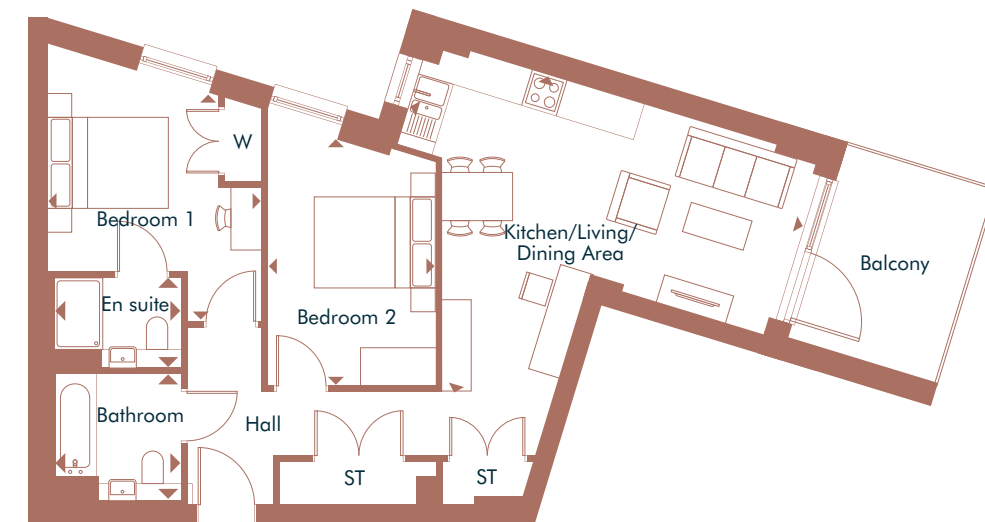 W
Bedroom 1
Kitchen/Living/
Dining Area
Balcony
En suite
Bedroom 2
Bathroom
Hall
ST
ST